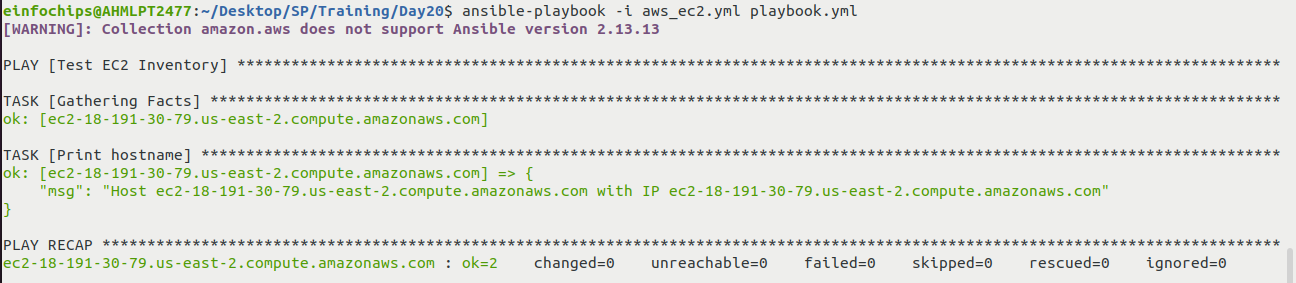 einfochips@AHMLPT2477:~/Desktop/SP/Training/Day20$ ansible-playbook -i aws_ec2.yml playbook.yml
[WARNING]: Collection amazon.aws does not support Ansible version 2.13.13
PLAY [Test EC2 Inventory] ********************************************************************************************************************
TASK [Gathering Facts] ***********************************************************************************************************************
ok: [ec2-18-191-30-79.us-east-2.compute.amazonaws.com]
TASK [Print hostname] ************************************************************************************************************************
ok: [ec2-18-191-30-79.us-east-2.compute.amazonaws.com] => {
    "msg": "Host ec2-18-191-30-79.us-east-2.compute.amazonaws.com with IP ec2-18-191-30-79.us-east-2.compute.amazonaws.com"
}
PLAY RECAP ***********************************************************************************************************************************
ec2-18-191-30-79.us-east-2.compute.amazonaws.com : ok=2    changed=0    unreachable=0    failed=0    skipped=0    rescued=0    ignored=0